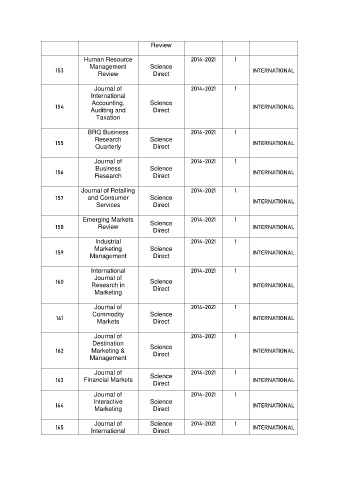 Review
153 Human Resource Management Review Science Direct 2014-2021 1 INTERNATIONAL
154 Journal of International Accounting, Auditing and Taxation Science Direct 2014-2021 1 INTERNATIONAL
155 BRQ Business Research Quarterly Science Direct 2014-2021 1 INTERNATIONAL
156 Journal of Business Research Science Direct 2014-2021 1 INTERNATIONAL
157 Journal of Retailing and Consumer Services Science Direct 2014-2021 1 INTERNATIONAL
158 Emerging Markets Review Science Direct 2014-2021 1 INTERNATIONAL
159 Industrial Marketing Management Science Direct 2014-2021 1 INTERNATIONAL
160 International Journal of Research in Marketing Science Direct 2014-2021 1 INTERNATIONAL
161 Journal of Commodity Markets Science Direct 2014-2021 1 INTERNATIONAL
162 Journal of Destination Marketing & Management Science Direct 2014-2021 1 INTERNATIONAL
163 Journal of Financial Markets Science Direct 2014-2021 1 INTERNATIONAL
164 Journal of Interactive Marketing Science Direct 2014-2021 1 INTERNATIONAL
165 Journal of International Science Direct 2014-2021 1 INTERNATIONAL